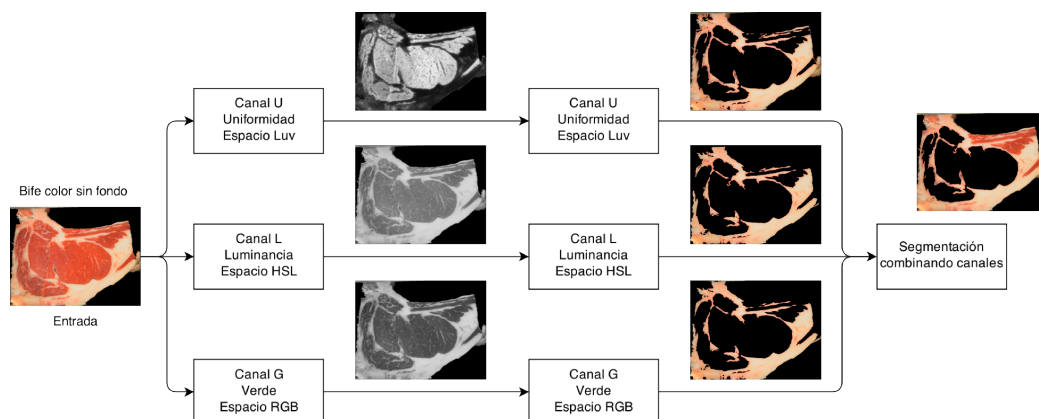 Bife color sin fondo
Entrada
Canal U
Uniformidad
Espacio Luv
Canal U
Uniformidad
Espacio Luv
Canal L
Luminancia
Espacio HSL
Canal L
Luminancia
Espacio HSL
Canal G
Verde
Espacio RGB
Canal G
Verde
Espacio RGB
Segmentación
combinando canales